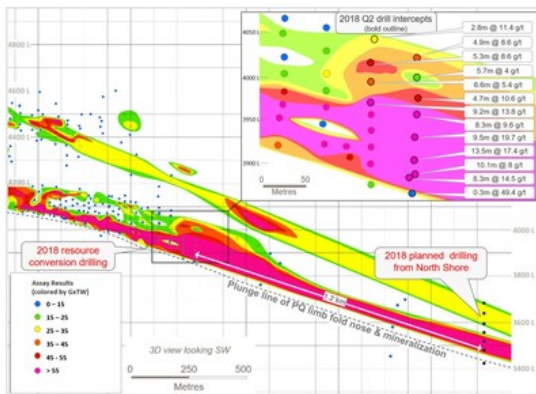 2018 Q2 drill intercepts
(bold outline)
2.8m @ 11.4 g/t
4.9m @ 8.6 g/t
5.3m @ 8.6 g/t
5.7m @ 4 g/t
6.6m @ 5.4 g/t
4.7m @ 10.6 g/t
9.2m @ 13.8 g/t
8.3m @ 9.6 g/t
9.5m @ 19.7 g/t
13.5m @ 17.4 g/t
10.1m @ 8 g/t
8.3m @ 14.5 g/t
0.3m @ 49.4 g/t
4050 L
4000 L
3950 L
3900 L
0
50
Metres
4800 L
4600 L
4400 L
4200 L
4000 L
3800 L
3600 L
3400 L
2018 resource
conversion drilling
2018 planned drilling
from North Shore
1.2 km
Plunge line of PQ limb fold nose & mineralization
Assay Results
(colored by GxTW)
0 – 15
15 – 25
25 – 35
35 – 45
45 - 55
> 55
3D view looking SW
0
250
500
Metres